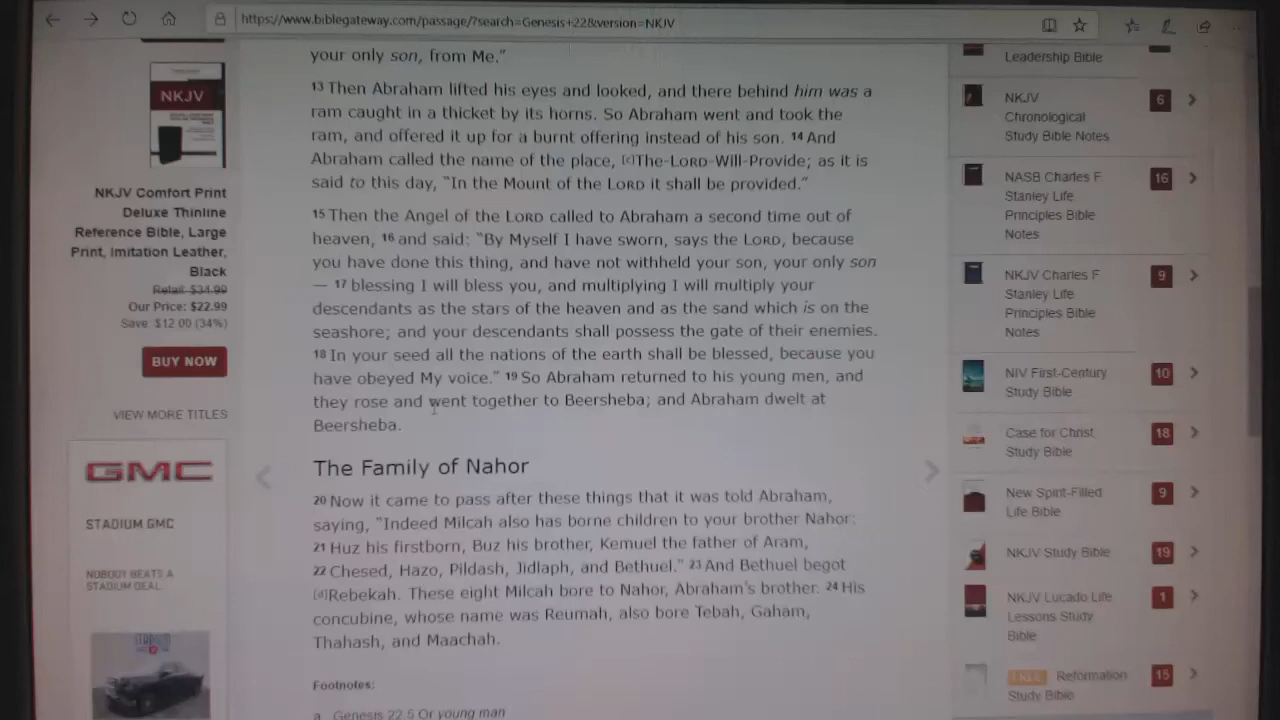 https://www.biblegateway.com/passage/?search=Genesis+22&version=NKJV
your only son, from Me.”
13 Then Abraham lifted his eyes and looked, and there behind him was a
ram caught in a thicket by its horns. So Abraham went and took the
ram, and offered it up for a burnt offering instead of his son. 14 And
Abraham called the name of the place, [c]The-LORD-Will-Provide; as it is
said to this day, “In the Mount of the LORD it shall be provided.”
15 Then the Angel of the LORD called to Abraham a second time out of
heaven, 16 and said: “By Myself I have sworn, says the LORD, because
you have done this thing, and have not withheld your son, your only son
— 17 blessing I will bless you, and multiplying I will multiply your
descendants as the stars of the heaven and as the sand which is on the
seashore; and your descendants shall possess the gate of their enemies.
18 In your seed all the nations of the earth shall be blessed, because you
have obeyed My voice.” 19 So Abraham returned to his young men, and
they rose and went together to Beersheba; and Abraham dwelt at
Beersheba.
The Family of Nahor
20 Now it came to pass after these things that it was told Abraham,
saying, “Indeed Milcah also has borne children to your brother Nahor:
21 Huz his firstborn, Buz his brother, Kemuel the father of Aram,
22 Chesed, Hazo, Pildash, Jidlaph, and Bethuel.” 23 And Bethuel begot
[d]Rebekah. These eight Milcah bore to Nahor, Abraham’s brother. 24 His
concubine, whose name was Reumah, also bore Tebah, Gaham,
Thahash, and Maachah.
Footnotes:
a Genesis 22:5 Or young man
NKJV
NKJV Comfort Print
Deluxe Thinline
Reference Bible, Large
Print, Imitation Leather,
Black
Retail: $34.99
Our Price: $22.99
Save: $12.00 (34%)
BUY NOW
VIEW MORE TITLES
GMC
STADIUM GMC
NOBODY BEATS A
STADIUM DEAL.
Leadership Bible
NKJV 6
Chronological
Study Bible Notes
NASB Charles F 16
Stanley Life
Principles Bible
Notes
NKJV Charles F 9
Stanley Life
Principles Bible
Notes
NIV First-Century 10
Study Bible
Case for Christ 18
Study Bible
New Spirit-Filled 9
Life Bible
NKJV Study Bible 19
NKJV Lucado Life 1
Lessons Study
Bible
FREE Reformation 15
Study Bible